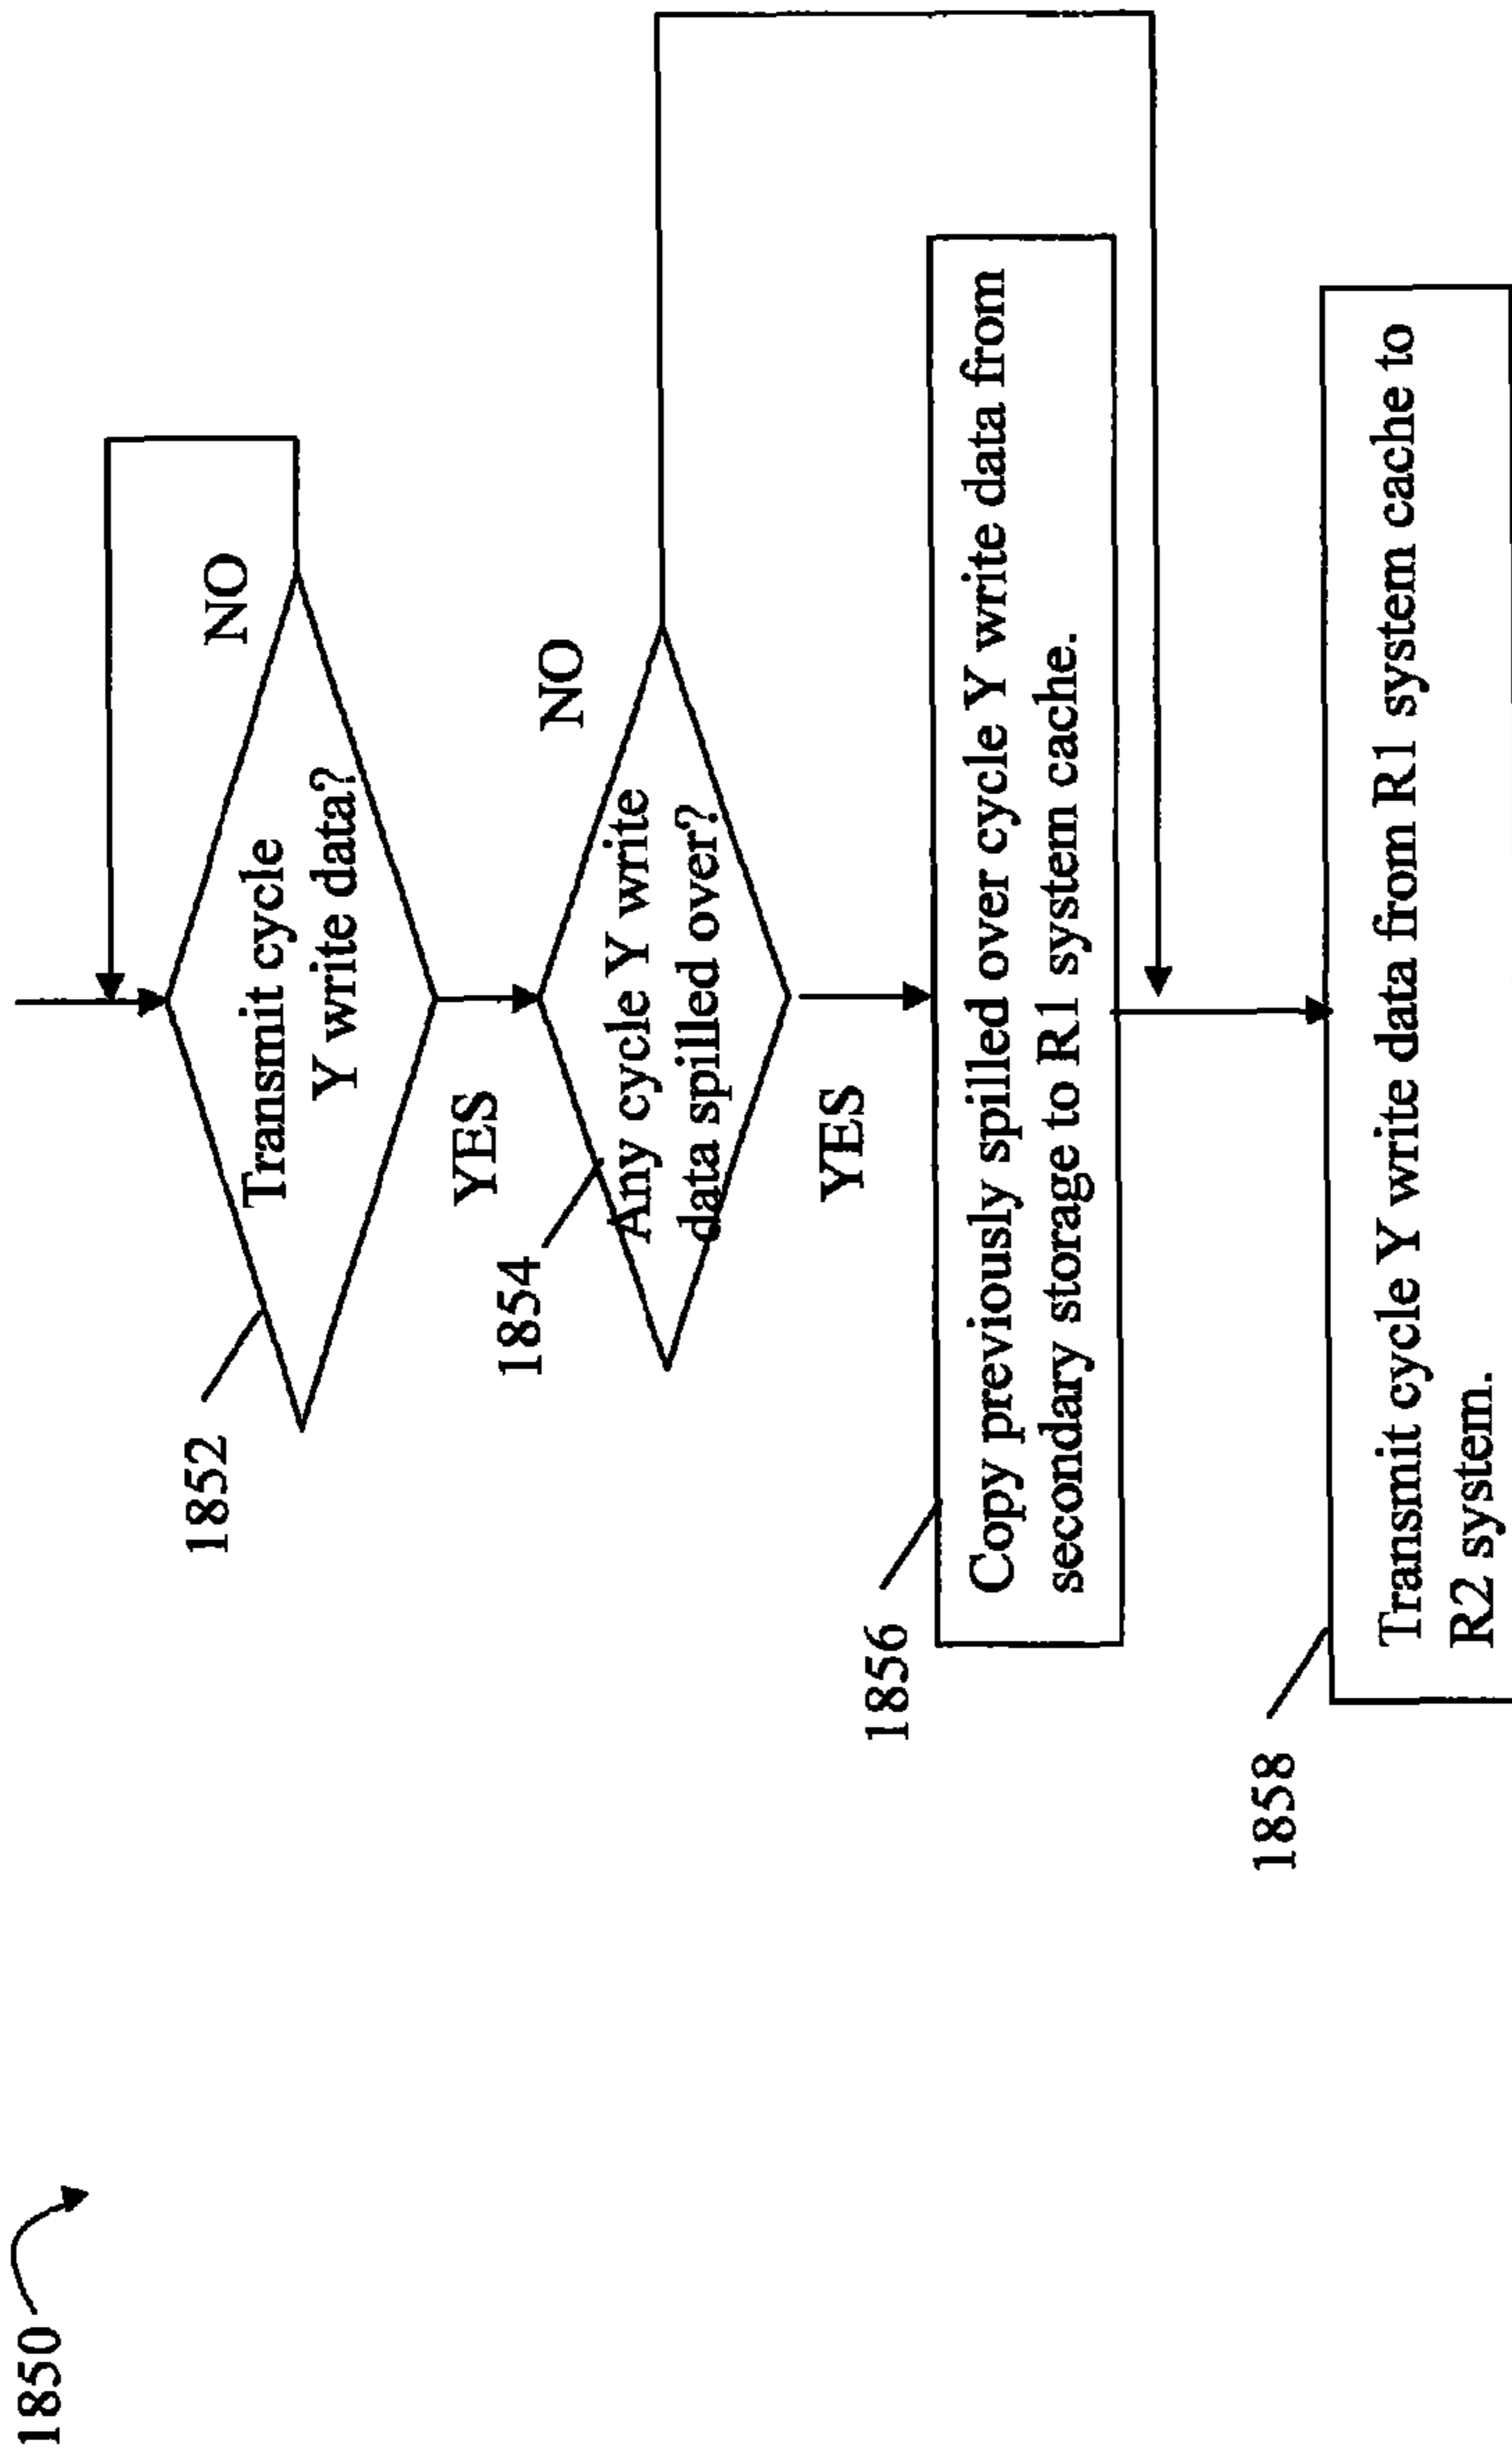 1850
1852
Transmit cycle
Y write data?
NO
YES
1854
Any cycle Y write
data spilled over?
NO
YES
1856
Copy previously spilled over cycle Y write data from
secondary storage to R1 system cache.
1858
Transmit cycle Y write data from R1 system cache to
R2 system.